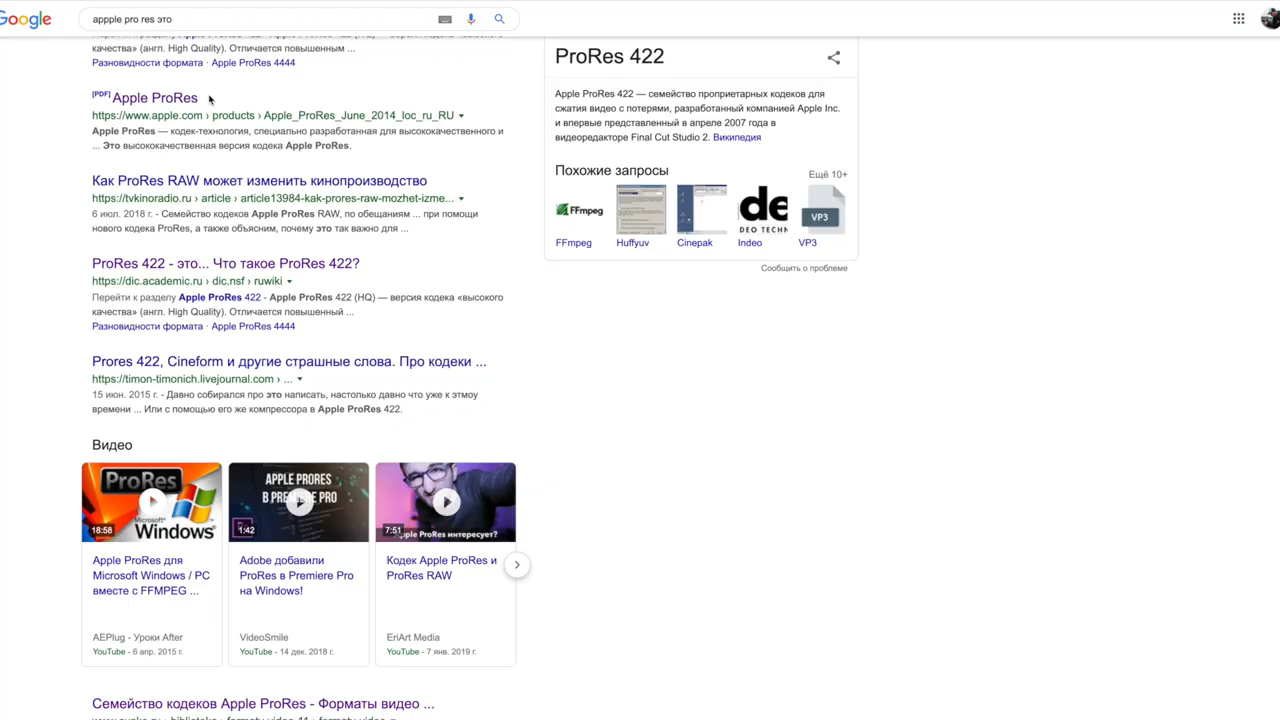 Google
appple pro res это
качества» (англ. High Quality). Отличается повышенным ...
Разновидности формата · Apple ProRes 4444
[PDF] Apple ProRes
https://www.apple.com › products › Apple_ProRes_June_2014_loc_ru_RU
Apple ProRes — кодек-технология, специально разработанная для высококачественного и
... Это высококачественная версия кодека Apple ProRes.
Как ProRes RAW может изменить кинопроизводство
https://tvkinoradio.ru › article › article13984-kak-prores-raw-mozhet-izme...
6 июл. 2018 г. - Семейство кодеков Apple ProRes RAW, по обещаниям ... при помощи
нового кодека ProRes, а также объясним, почему это так важно для ...
ProRes 422 - это... Что такое ProRes 422?
https://dic.academic.ru › dic.nsf › ruwiki
Перейти к разделу Apple ProRes 422 - Apple ProRes 422 (HQ) — версия кодека «высокого
качества» (англ. High Quality). Отличается повышенный ...
Разновидности формата · Apple ProRes 4444
Prores 422, Cineform и другие страшные слова. Про кодеки ...
https://timon-timonich.livejournal.com › ...
15 июн. 2015 г. - Давно собирался про это написать, настолько давно что уже к этмоу
времени ... Или с помощью его же компрессора в Apple ProRes 422.
Видео
ProRes
Microsoft
Windows
18:58
Apple ProRes для
Microsoft Windows / PC
вместе с FFMPEG ...
AEPlug - Уроки After
YouTube - 6 апр. 2015 г.
APPLE PRORES
В PREMIERE PRO
1:42
Adobe добавили
ProRes в Premiere Pro
на Windows!
VideoSmile
YouTube - 14 дек. 2018 г.
Apple ProRes интересует?
7:51
Кодек Apple ProRes и
ProRes RAW
EriArt Media
YouTube - 7 янв. 2019 г.
Семейство кодеков Apple ProRes - Форматы видео ...
ProRes 422
Apple ProRes 422 — семейство проприетарных кодеков для
сжатия видео с потерями, разработанный компанией Apple Inc.
и впервые представленный в апреле 2007 года в
видеоредакторе Final Cut Studio 2. Википедия
Похожие запросы
Ещё 10+
FFmpeg
de
DEO TECHN
VP3
FFmpeg
Huffyuv
Cinepak
Indeo
VP3
Сообщить о проблеме